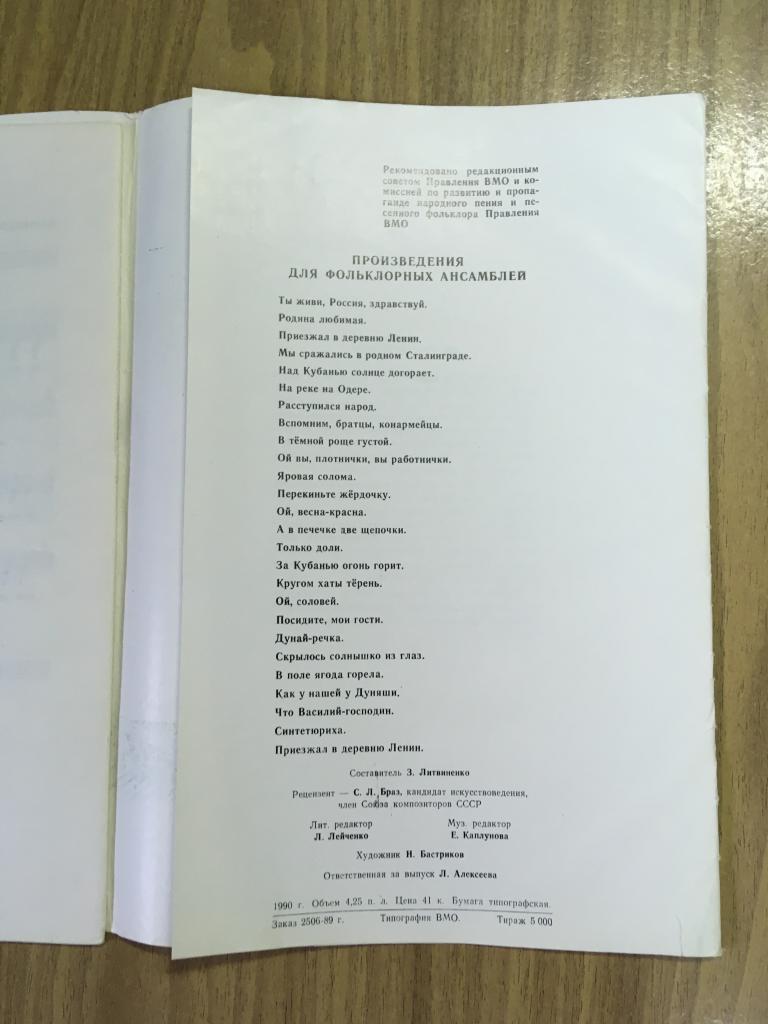 Рекомендовано редакционным
советом Правления ВМО и ко-
миссией по развитию и пропа-
ганде народного пения и пе-
сенного фольклора Правления
ВМО
ПРОИЗВЕДЕНИЯ
ДЛЯ ФОЛЬКЛОРНЫХ АНСАМБЛЕЙ
Ты живи, Россия, здравствуй.
Родина любимая.
Приезжал в деревню Ленин.
Мы сражались в родном Сталинграде.
Над Кубанью солнце догорает.
На реке на Одере.
Расступился народ.
Вспомним, братцы, конармейцы.
В тёмной роще густой.
Ой вы, плотнички, вы работнички.
Яровая солома.
Перекиньте жёрдочку.
Ой, весна-красна.
А в печечке две щепочки.
Только доли.
За Кубанью огонь горит.
Кругом хаты тёрень.
Ой, соловей.
Посидите, мои гости.
Дунай-речка.
Скрылось солнышко из глаз.
В поле ягода горела.
Как у нашей у Дуняши.
Что Василий-господин.
Синтетюриха.
Приезжал в деревню Ленин.
Составитель З. Литвиненко
Рецензент — С. Л. Браз, кандидат искусствоведения,
член Союза композиторов СССР
Лит. редактор Муз. редактор
Л. Лейченко Е. Каплунова
Художник Н. Бастриков
Ответственная за выпуск Л. Алексеева
1990 г. Объем 4,25 п. л. Цена 41 к. Бумага типографская.
Заказ 2506-89 г. Типография ВМО. Тираж 5 000